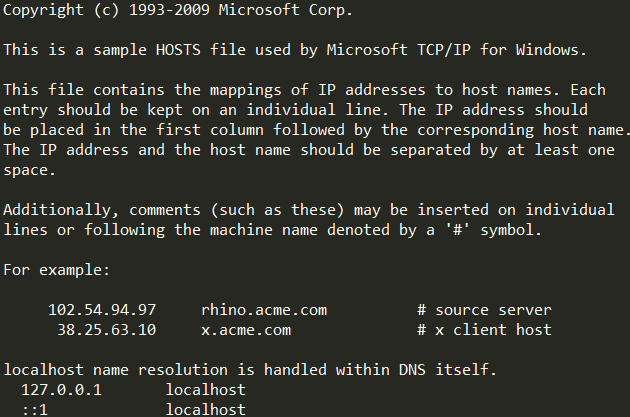 Copyright (c) 1993-2009 Microsoft Corp.
This is a sample HOSTS file used by Microsoft TCP/IP for Windows.
This file contains the mappings of IP addresses to host names. Each
entry should be kept on an individual line. The IP address should
be placed in the first column followed by the corresponding host name.
The IP address and the host name should be separated by at least one
space.
Additionally, comments (such as these) may be inserted on individual
lines or following the machine name denoted by a '#' symbol.
For example:
102.54.94.97 rhino.acme.com # source server
38.25.63.10 x.acme.com # x client host
localhost name resolution is handled within DNS itself.
127.0.0.1 localhost
::1 localhost